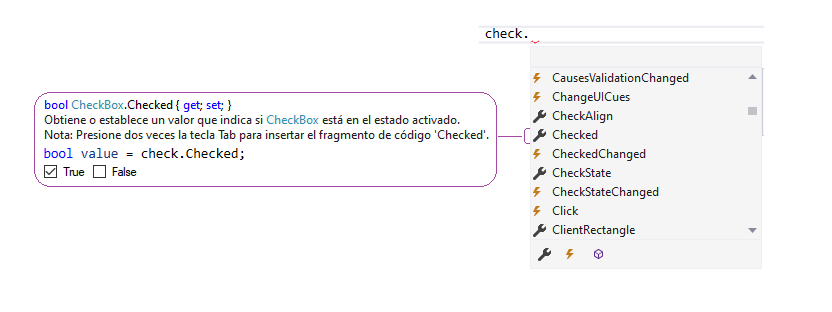 check.
CausesValidationChanged
ChangeUICues
CheckAlign
Checked
CheckedChanged
CheckState
CheckStateChanged
Click
ClientRectangle
bool CheckBox.Checked { get; set; }
Obtiene o establece un valor que indica si CheckBox está en el estado activado.
Nota: Presione dos veces la tecla Tab para insertar el fragmento de código 'Checked'.
bool value = check.Checked;
True False